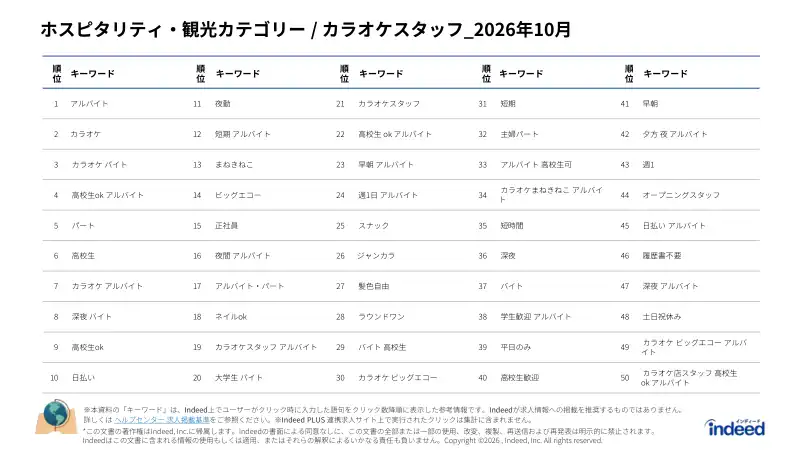 ホスピタリティ・観光カテゴリー / カラオケスタッフ_2026年10月
順位 キーワード 順位 キーワード 順位 キーワード 順位 キーワード 順位 キーワード
1 アルバイト 11 夜勤 21 カラオケスタッフ 31 短期 41 早朝
2 カラオケ 12 短期 アルバイト 22 高校生 ok アルバイト 32 主婦パート 42 夕方 夜 アルバイト
3 カラオケ バイト 13 まねきねこ 23 早朝 アルバイト 33 アルバイト 高校生可 43 週1
4 高校生ok アルバイト 14 ビッグエコー 24 週1日 アルバイト 34 カラオケまねきねこ アルバイト 44 オープニングスタッフ
5 パート 15 正社員 25 スナック 35 短時間 45 日払い アルバイト
6 高校生 16 夜間 アルバイト 26 ジャンカラ 36 深夜 46 履歴書不要
7 カラオケ アルバイト 17 アルバイト・パート 27 髪色自由 37 バイト 47 深夜 アルバイト
8 深夜 バイト 18 ネイルok 28 ラウンドワン 38 学生歓迎 アルバイト 48 土日祝休み
9 高校生ok 19 カラオケスタッフ アルバイト 29 バイト 高校生 39 平日のみ 49 カラオケ ビッグエコー アルバイト
10 日払い 20 大学生 バイト 30 カラオケ ビッグエコー 40 高校生歓迎 50 カラオケ店スタッフ 高校生 ok アルバイト
※本資料の「キーワード」は、Indeed上でユーザーがクリック時に入力した語句をクリック数降順に表示した参考情報です。Indeedが求人情報への掲載を推奨するものではありません。
詳しくは ヘルプセンター 求人掲載基準をご参照ください。※Indeed PLUS 連携求人サイト上で実行されたクリックは集計に含まれません。
*この文書の著作権はIndeed, Inc.に帰属します。Indeedの書面による同意なしに、この文書の全部または一部の使用、改変、複製、再送信および再発表は明示的に禁止されます。
Indeedはこの文書に含まれる情報の使用もしくは適用、またはそれらの解釈によるいかなる責任も負いません。Copyright ©2026 , Indeed, Inc. All rights reserved.
インディード
indeed